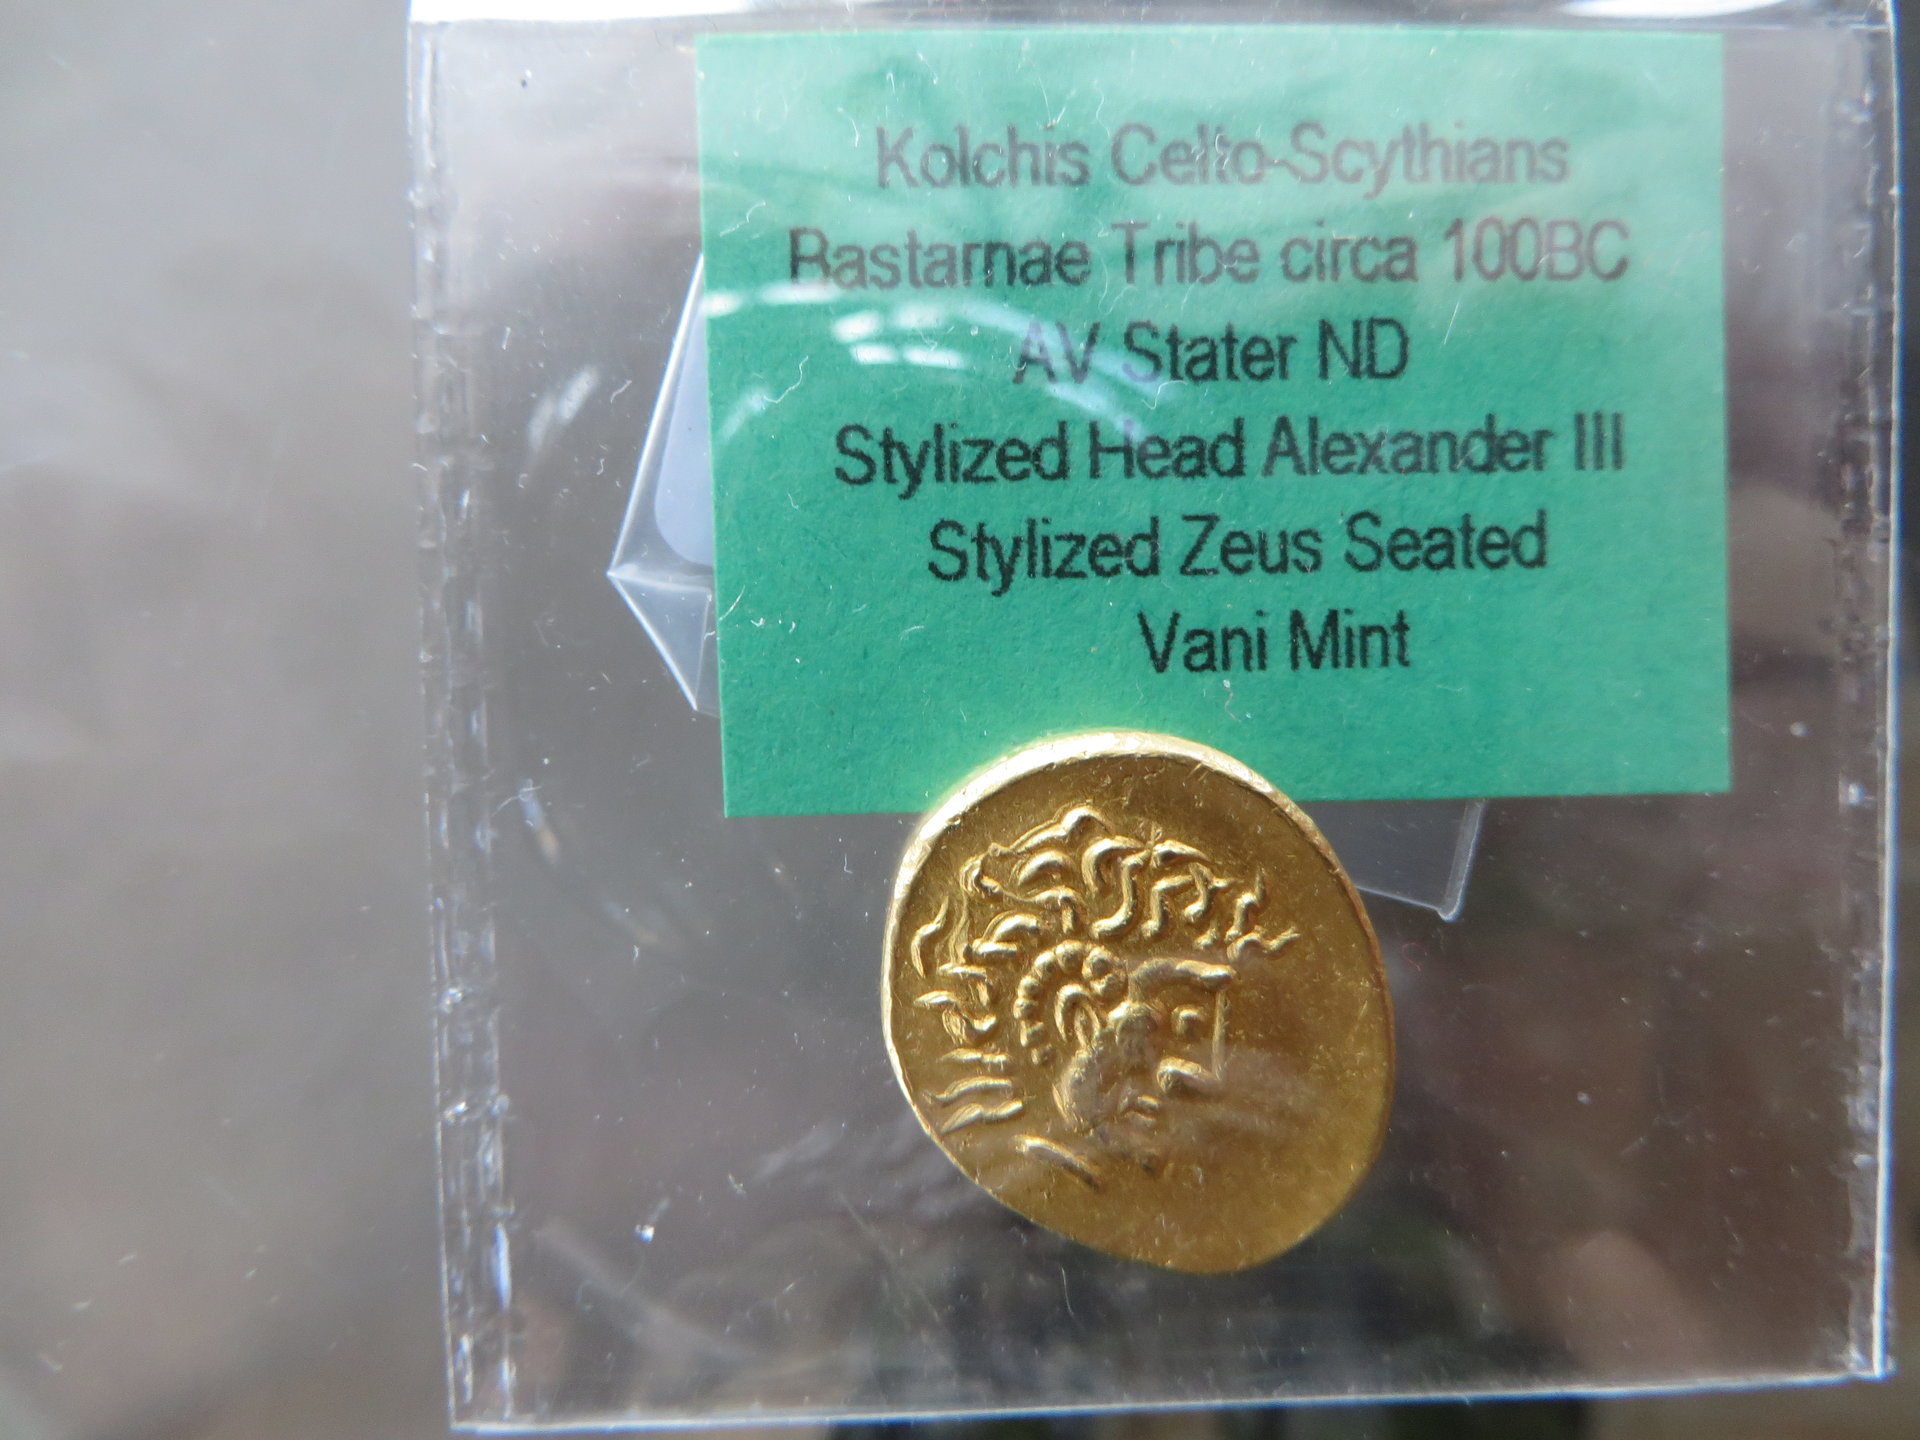 Kolchis Celto-Scythians
Bastarnae Tribe circa 100BC
AV Stater ND
Stylized Head Alexander III
Stylized Zeus Seated
Vani Mint